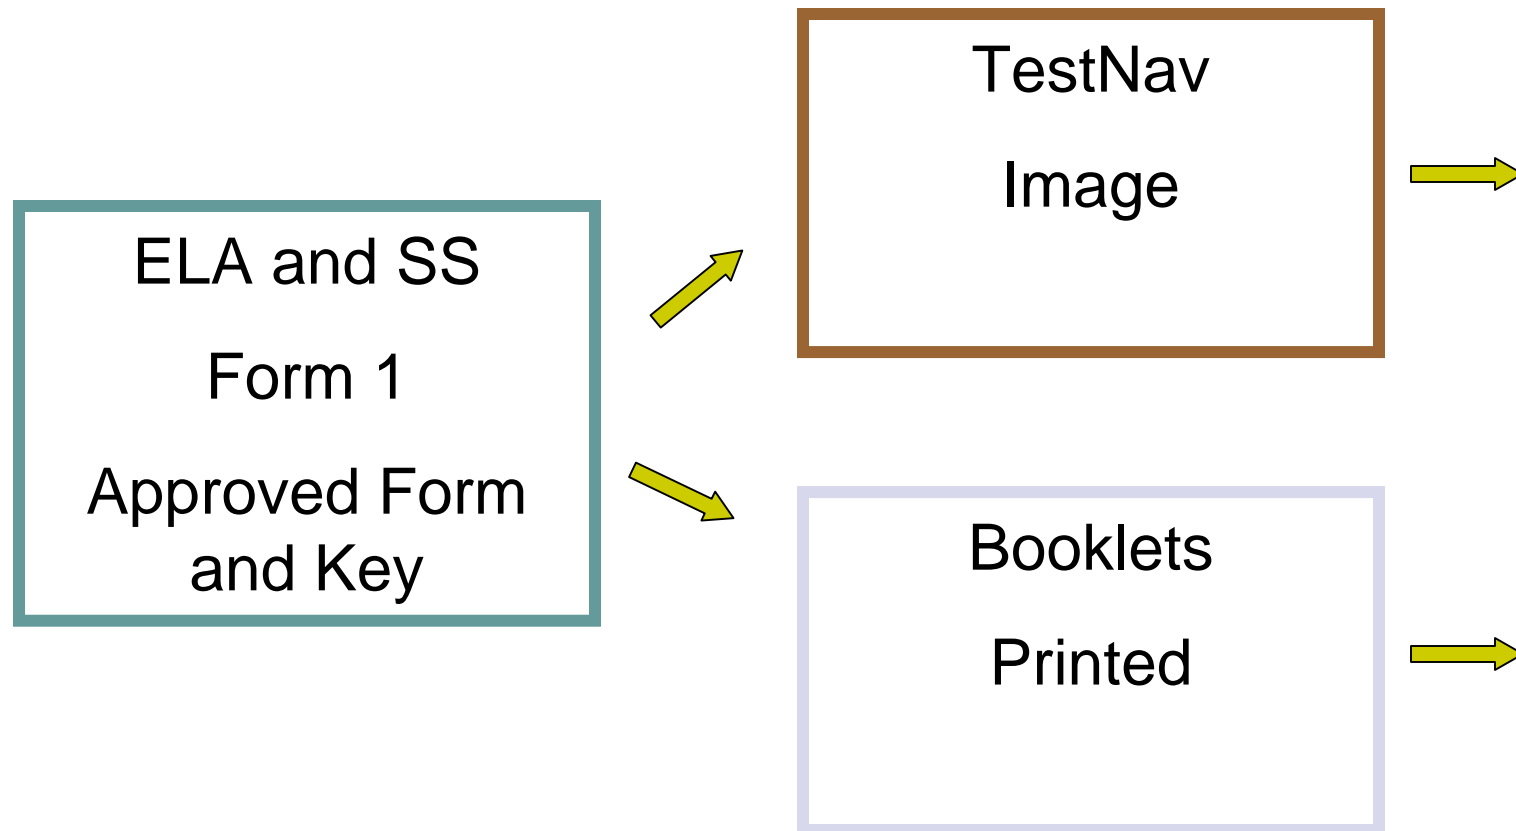 ELA and SS
Form 1
Approved Form
and Key
TestNav
Image
Booklets
Printed